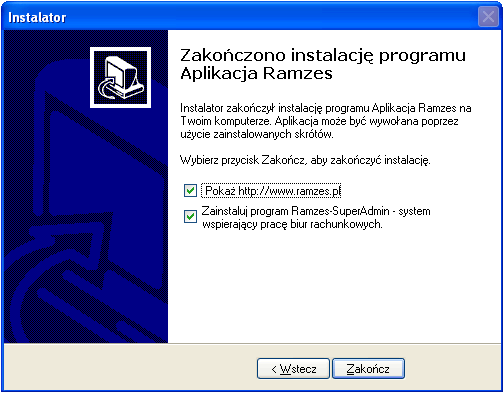 Instalator
Zakończono instalację programu
Aplikacja Ramzes
Instalator zakończył instalację programu Aplikacja Ramzes na
Twoim komputerze. Aplikacja może być wywołana poprzez
użycie zainstalowanych skrótów.
Wybierz przycisk Zakończ, aby zakończyć instalację.
Pokaż http://www.ramzes.pl
Zainstaluj program Ramzes-SuperAdmin - system
wspierający pracę biur rachunkowych.
< Wstecz
Zakończ